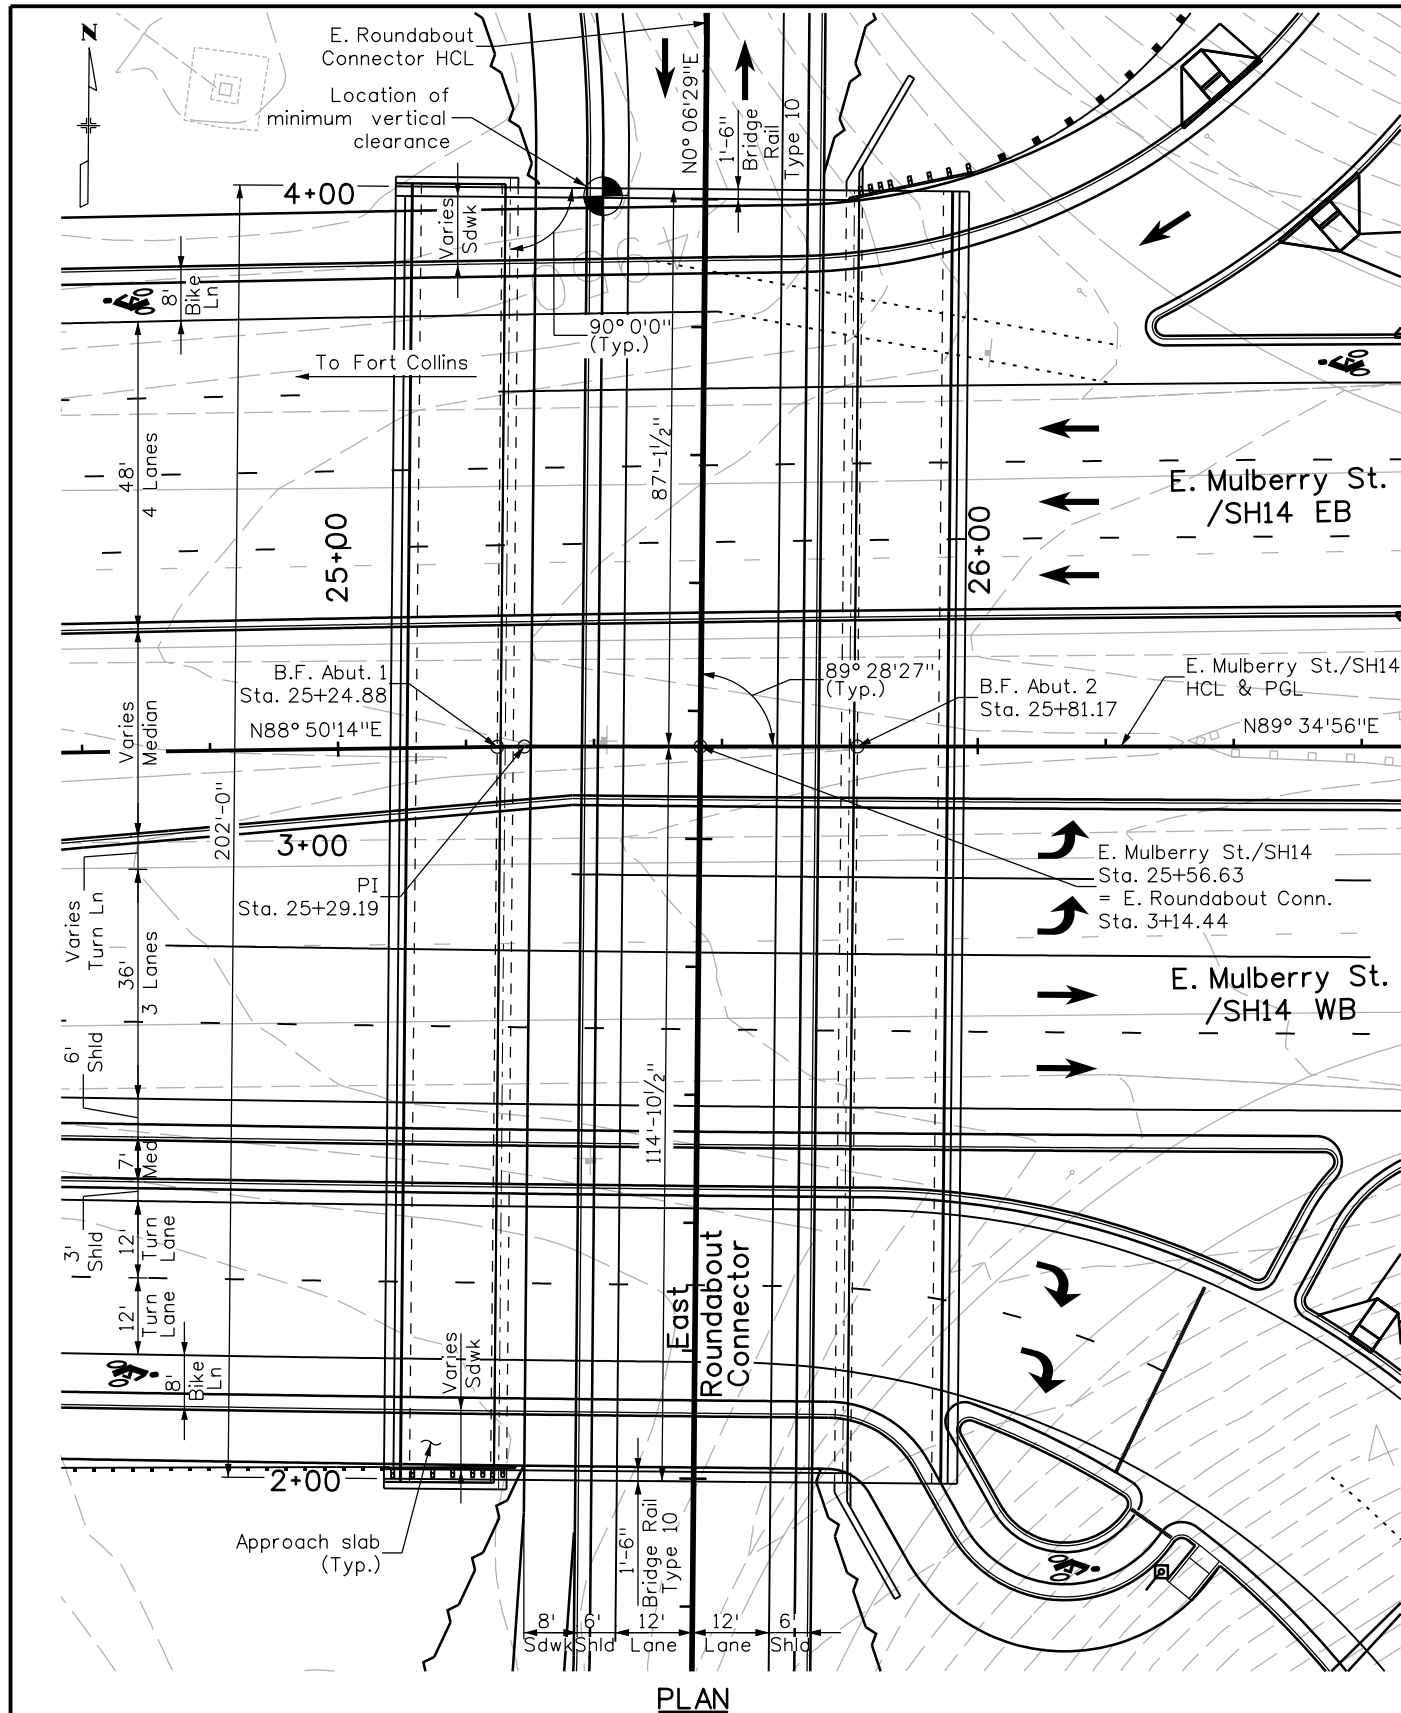 N
E. Roundabout
Connector HCL
Location of
minimum vertical
clearance
N0° 06'29"E
1'-6"
Bridge
Rail
Type 10
4+00
Varies
Sdwk
4950
8'
Bike
Ln
90° 0'0"
(Typ.)
To Fort Collins
48'
4 Lanes
87'-1 1/2"
25+00
26+00
E. Mulberry St.
/SH14 EB
B.F. Abut. 1
Sta. 25+24.88
N88° 50'14"E
89° 28'27"
(Typ.)
B.F. Abut. 2
Sta. 25+81.17
E. Mulberry St./SH14
HCL & PGL
N89° 34'56"E
Varies
Median
202'-0"
3+00
PI
Sta. 25+29.19
E. Mulberry St./SH14
Sta. 25+56.63
= E. Roundabout Conn.
Sta. 3+14.44
Varies
Turn Ln
36'
3 Lanes
E. Mulberry St.
/SH14 WB
6'
Shld
114'-10 1/2"
7'
Med
3'
Shld
12'
Turn
Lane
12'
Turn
Lane
East
Roundabout
Connector
8'
Bike
Ln
Varies
Sdwk
2+00
4
Approach slab
(Typ.)
1'-6"
Bridge Rail
Type 10
8'
Sdwk
6'
Shld
12'
Lane
12'
Lane
6'
Shld
PLAN